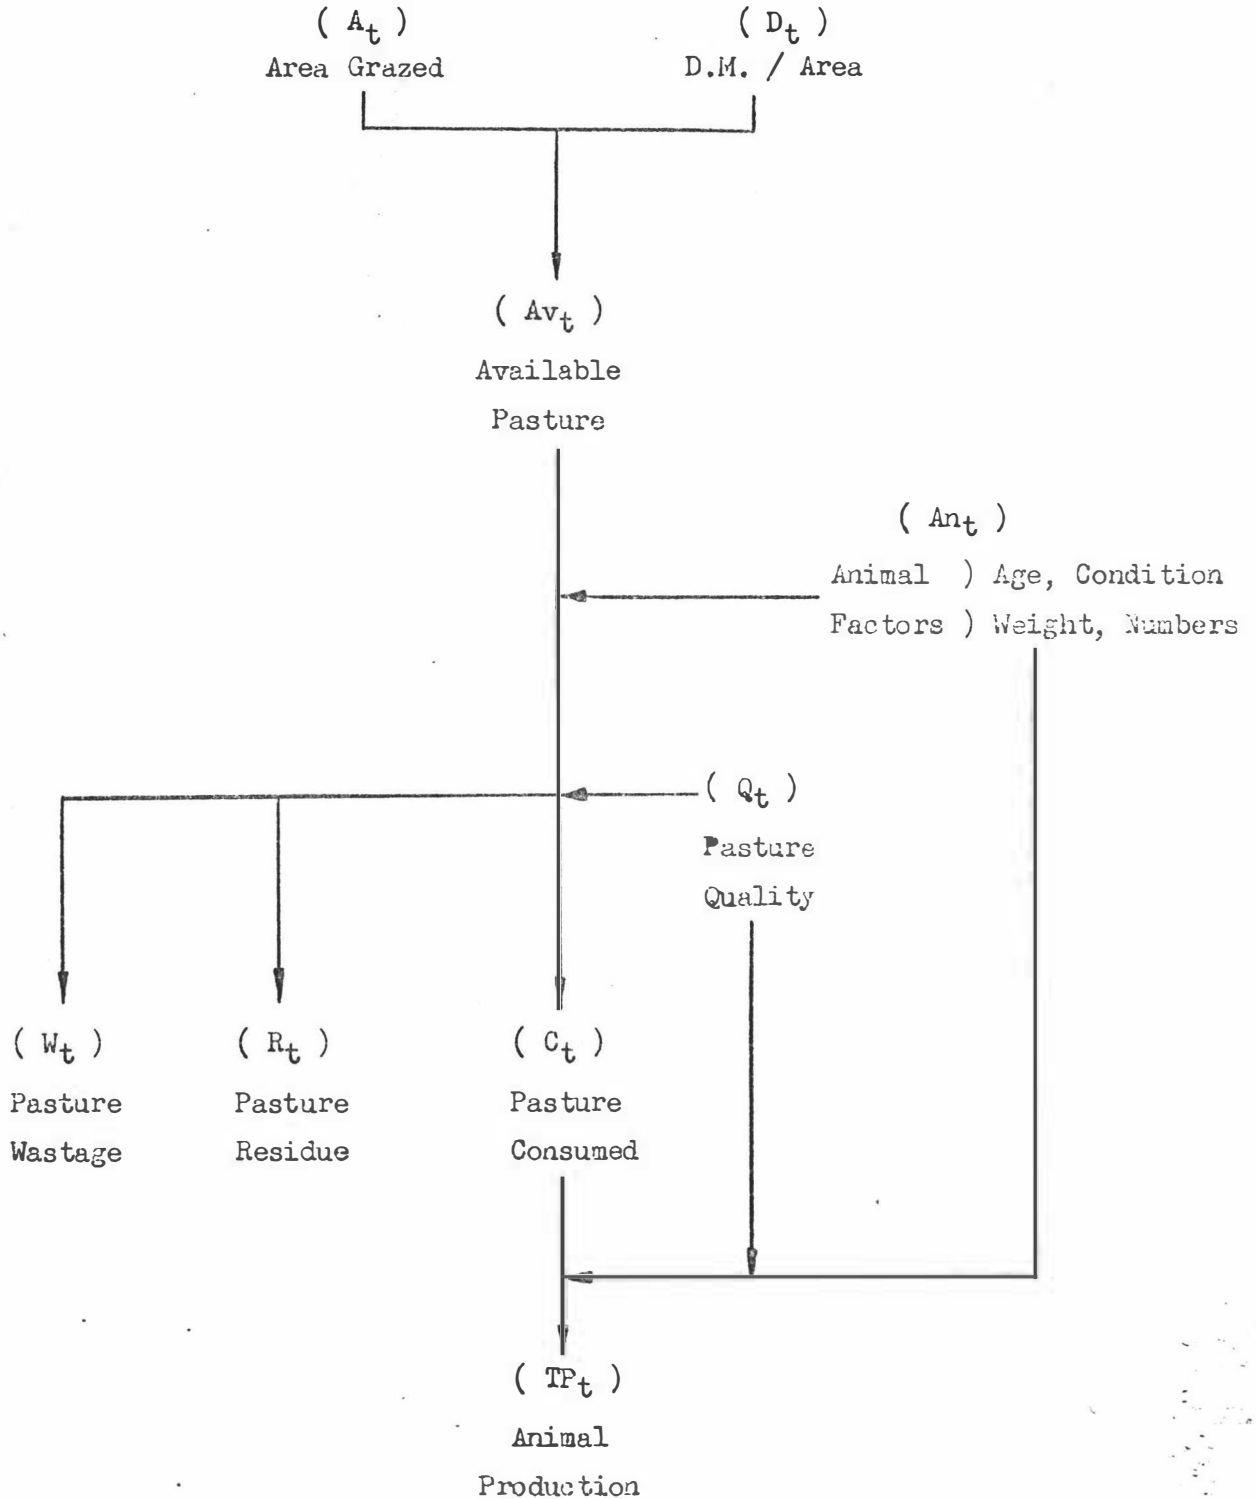 ( A_t )
Area Grazed
( D_t )
D.M. / Area
( Av_t )
Available
Pasture
( An_t )
Animal ) Age, Condition
Factors ) Weight, Numbers
( Q_t )
Pasture
Quality
( W_t )
Pasture
Wastage
( R_t )
Pasture
Residue
( C_t )
Pasture
Consumed
( TP_t )
Animal
Production